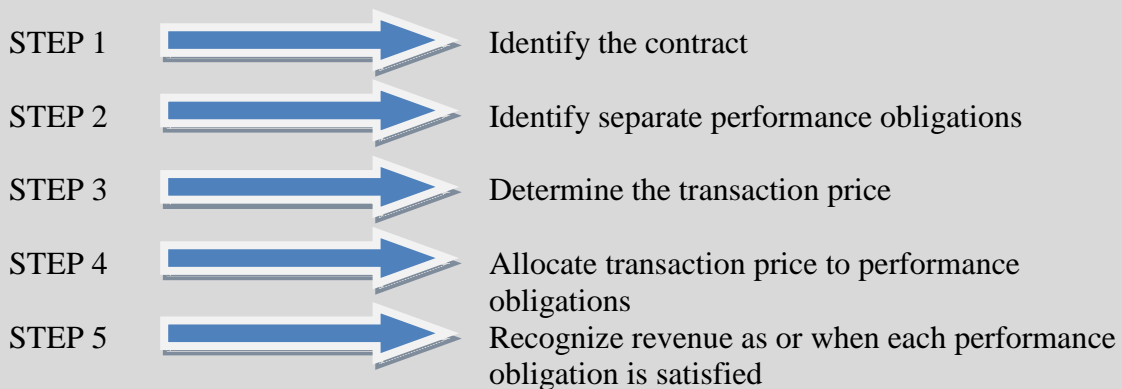 STEP 1 Identify the contract
STEP 2 Identify separate performance obligations
STEP 3 Determine the transaction price
STEP 4 Allocate transaction price to performance
obligations
STEP 5 Recognize revenue as or when each performance
obligation is satisfied